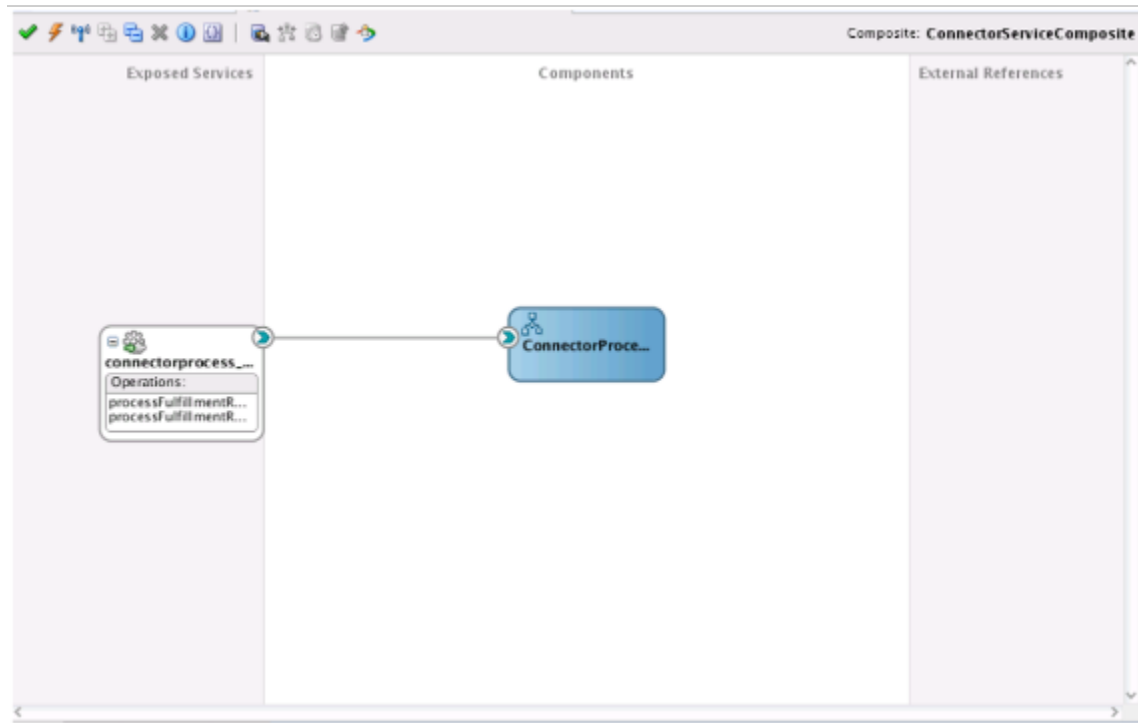 Composite: ConnectorServiceComposite
Exposed Services
Components
External References
connectorprocess_...
Operations:
processFulfillmentR...
processFulfillmentR...
ConnectorProce...